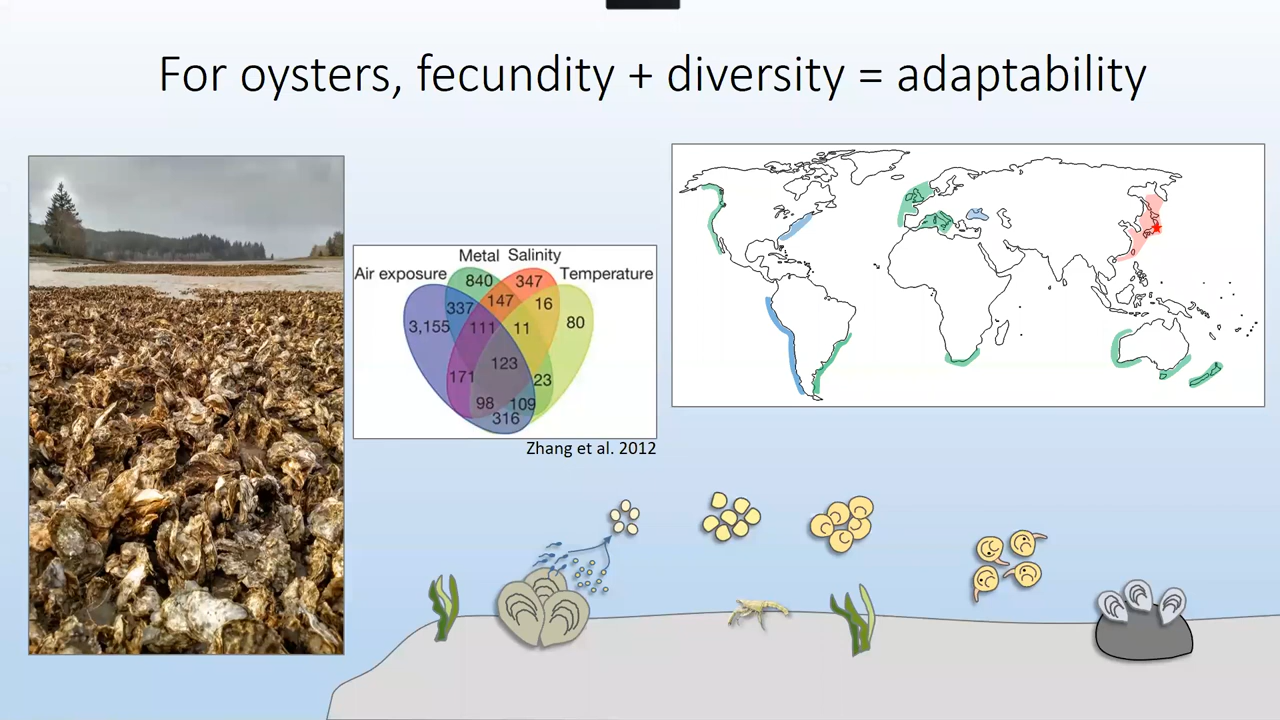 For oysters, fecundity + diversity = adaptability
Metal Salinity
Air exposure Temperature
840 347
337 147 16
3,155 111 11 80
123
171 23
98 109
316
Zhang et al. 2012